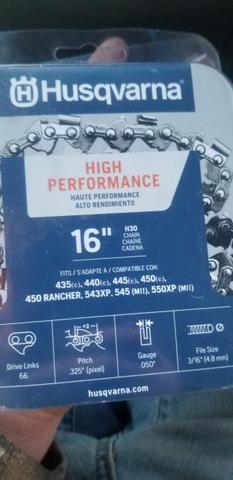 Husqvarna
HIGH
PERFORMANCE
HAUTE PERFORMANCE
ALTO RENDIMIENTO
16"
H30
CHAIN
CHAÎNE
CADENA
FITS / S'ADAPTE À / COMPATIBLE CON:
435(e), 440(e), 445(e), 450(e),
450 RANCHER, 543XP, 545 (MII), 550XP (MII)
Drive Links
66
Pitch
.325" (pixel)
Gauge
.050"
File Size
3/16" (4.8 mm)
husqvarna.com